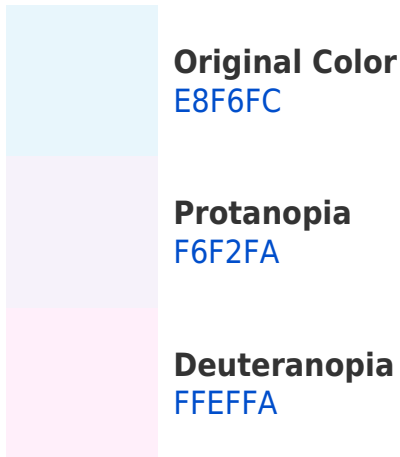 Original Color
E8F6FC
Protanopia
F6F2FA
Deuteranopia
FFEFFA